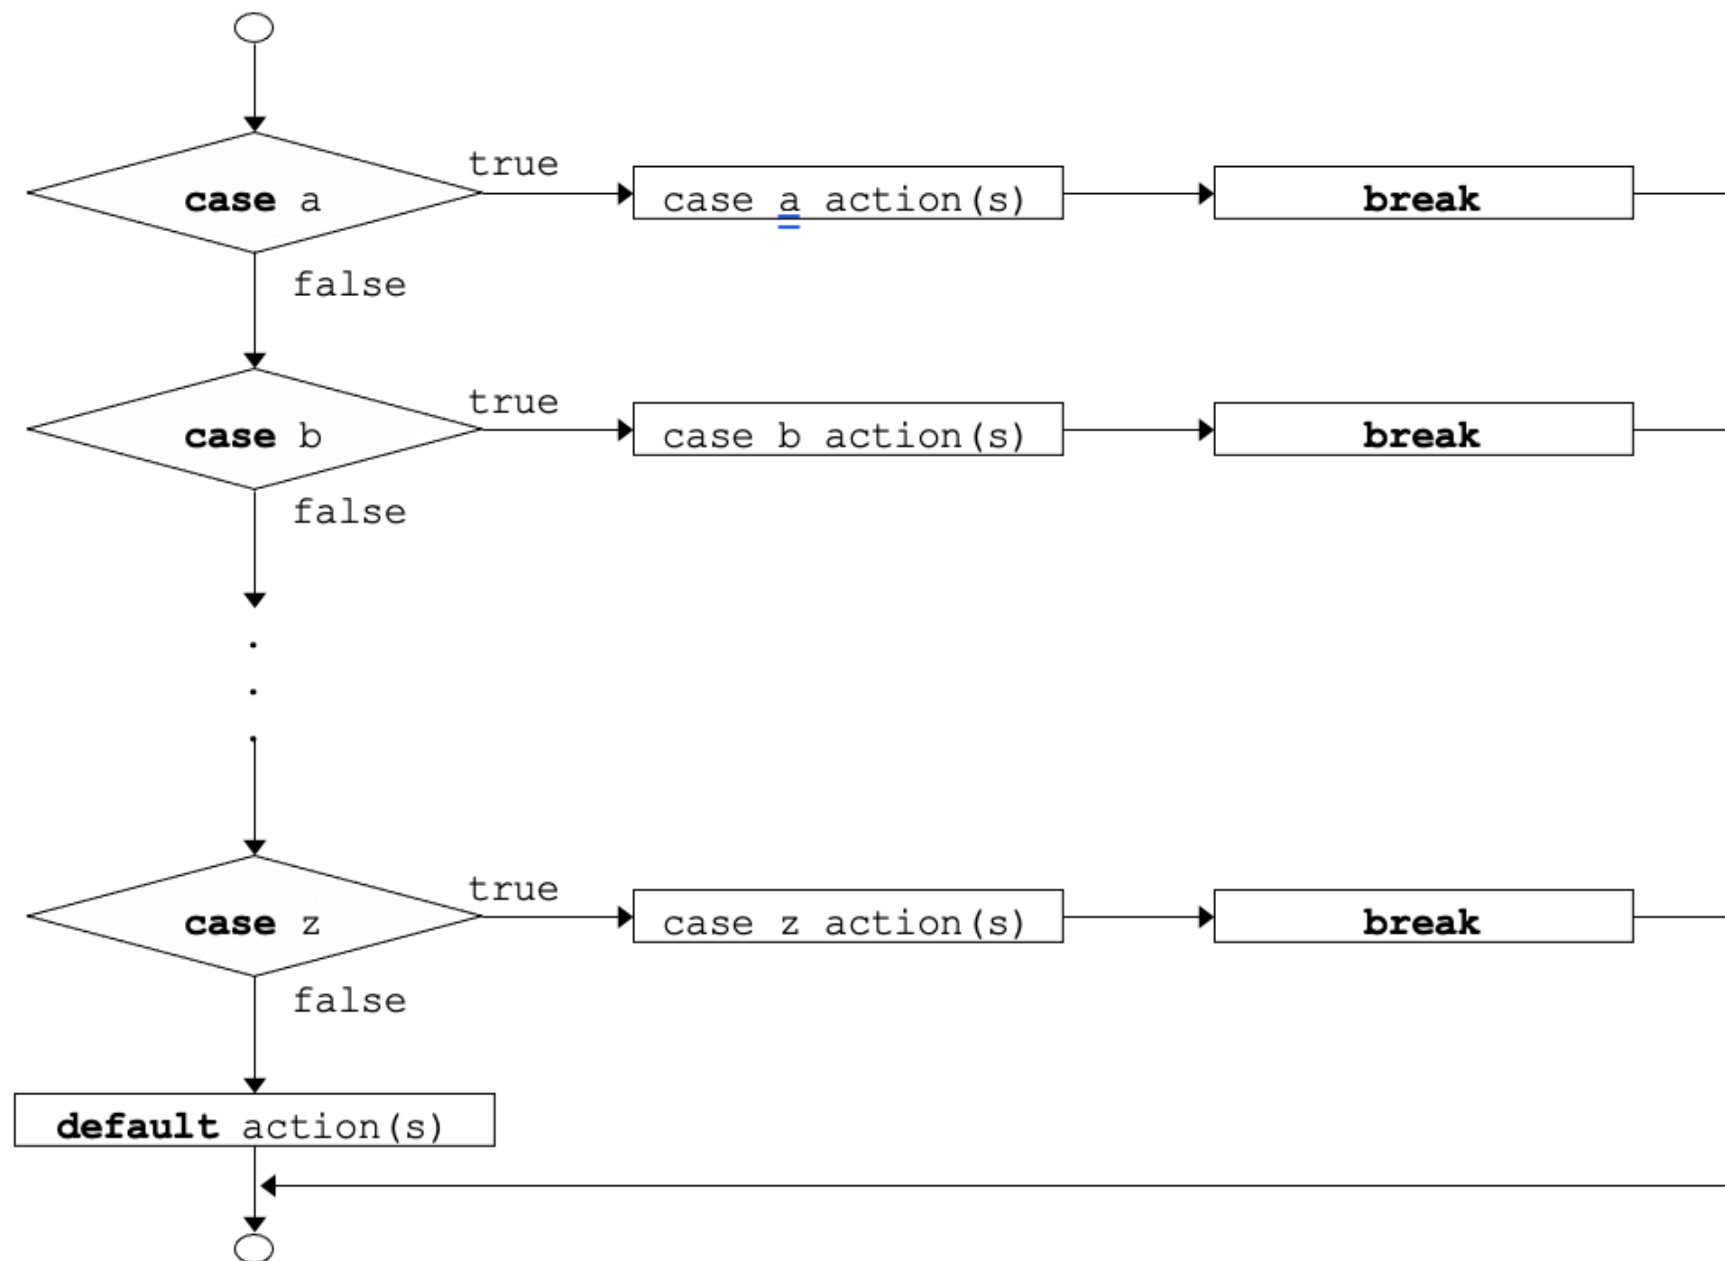 true
case a
case a action(s)
break
false
true
case b
case b action(s)
break
false
.
.
.
true
case z
case z action(s)
break
false
default action(s)